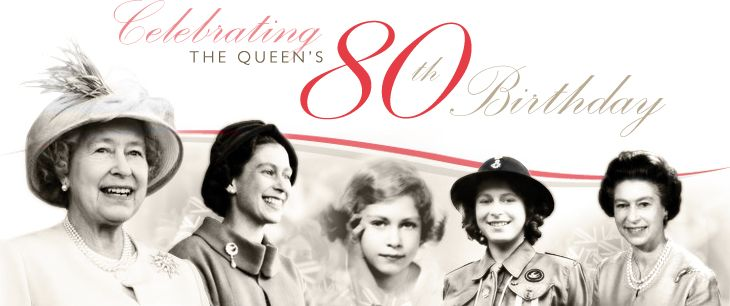 Celebrating
THE QUEEN'S 80th Birthday